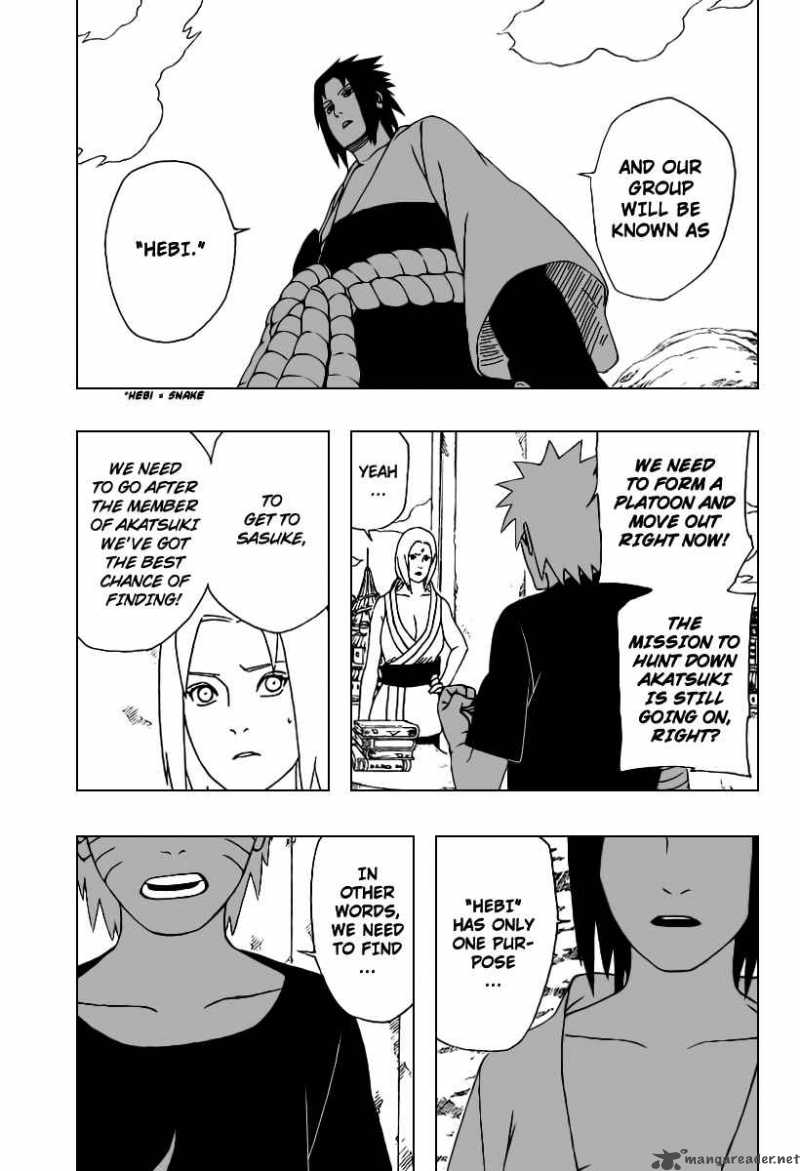 AND OUR
GROUP
WILL BE
KNOWN AS
"HEBI."
*HEBI = SNAKE
WE NEED
TO FORM A
PLATOON AND
MOVE OUT
RIGHT NOW!
THE
MISSION TO
HUNT DOWN
AKATSUKI
IS STILL
GOING ON,
RIGHT?
YEAH
...
TO
GET TO
SASUKE,
WE NEED
TO GO AFTER
THE MEMBER
OF AKATSUKI
WE'VE GOT
THE BEST
CHANCE OF
FINDING!
"HEBI"
HAS ONLY
ONE PUR-
POSE
...
IN
OTHER
WORDS,
WE NEED
TO FIND
...
mangareader.net